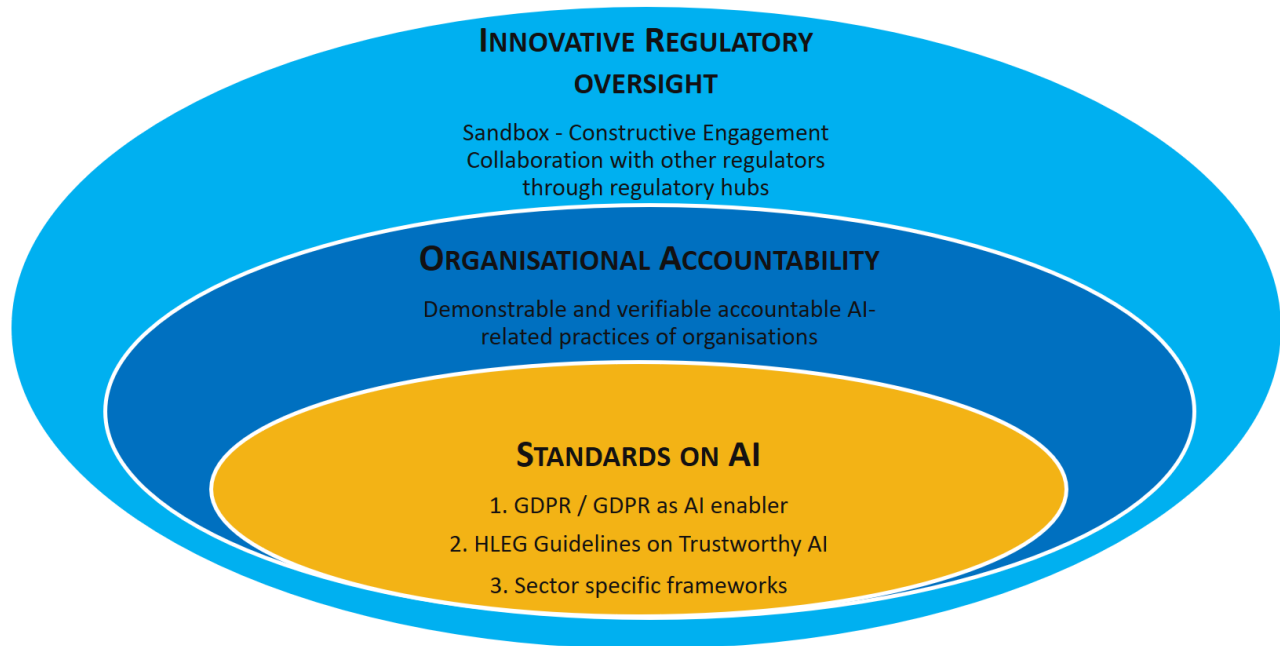 INNOVATIVE REGULATORY
OVERSIGHT
Sandbox - Constructive Engagement
Collaboration with other regulators
through regulatory hubs
ORGANISATIONAL ACCOUNTABILITY
Demonstrable and verifiable accountable AI-
related practices of organisations
STANDARDS ON AI
1. GDPR / GDPR as AI enabler
2. HLEG Guidelines on Trustworthy AI
3. Sector specific frameworks